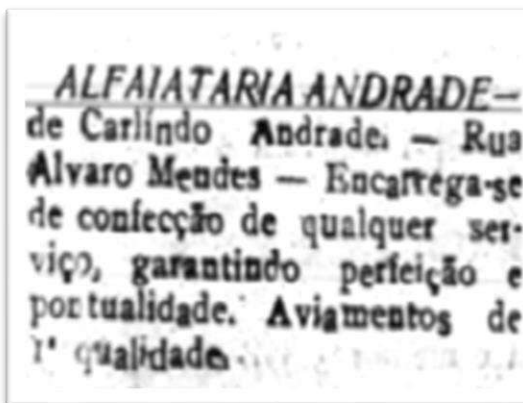 ALFAIATARIA ANDRADE—
de Carlindo Andrade. — Rua
Alvaro Mendes — Encarrega-se
de confecção de qualquer ser-
viço, garantindo perfeição e
pontualidade. Aviamentos de
1ª qualidade